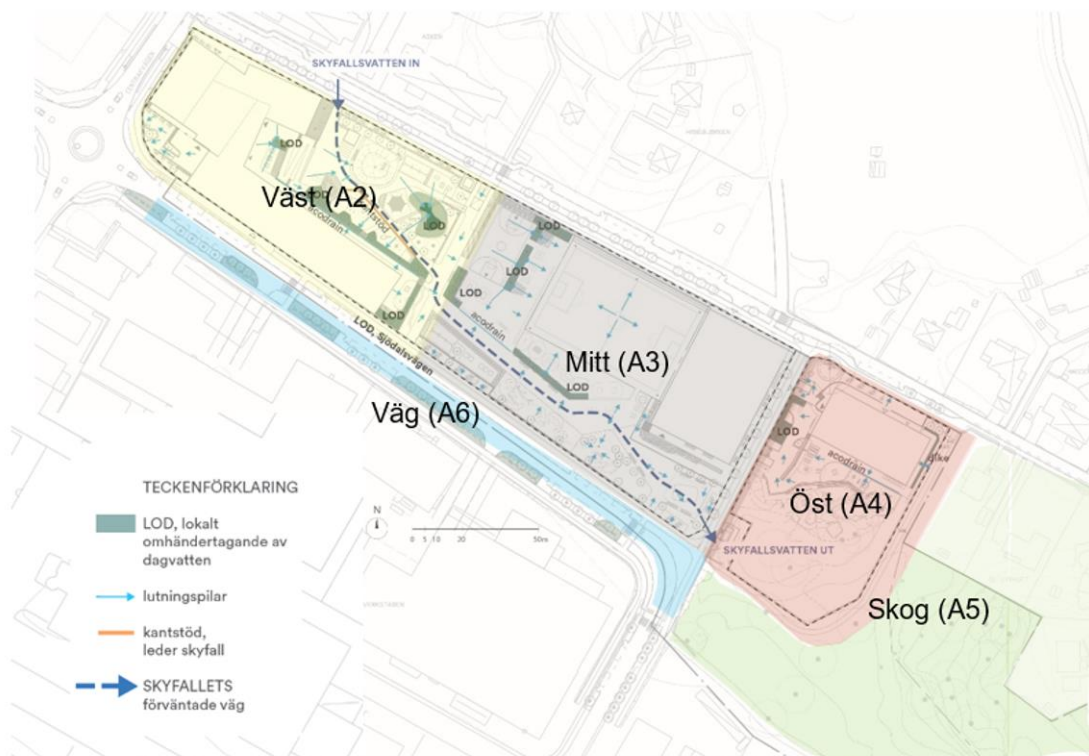 SKYFALLSVATTEN IN
LOD
Väst (A2)
LOD
acodrain
kantstöd
LOD
LOD
LOD
LOD
LOD
acodrain
Mitt (A3)
LOD
LOD, Sjödalsvägen
Väg (A6)
LOD
acodrain
dike
Öst (A4)
SKYFALLSVATTEN UT
Skog (A5)
TECKENFÖRKLARING
LOD, lokalt
omhändertagande av
dagvatten
lutningspilar
kantstöd,
leder skyfall
SKYFALLETS
förväntade väg
N
0 5 10 20 50m